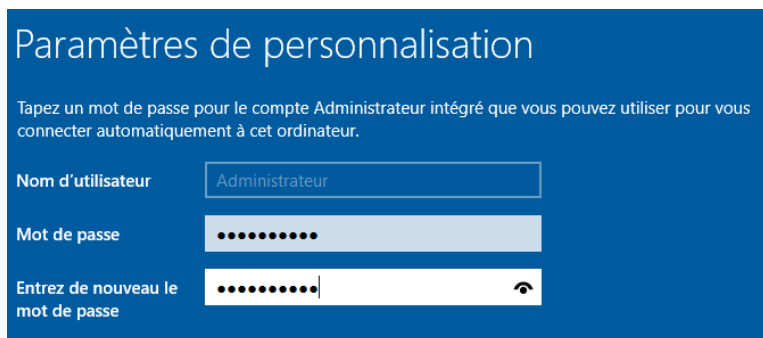 Paramètres de personnalisation
Tapez un mot de passe pour le compte Administrateur intégré que vous pouvez utiliser pour vous
connecter automatiquement à cet ordinateur.
Nom d'utilisateur
Administrateur
Mot de passe
••••••••••
Entrez de nouveau le
mot de passe
••••••••••